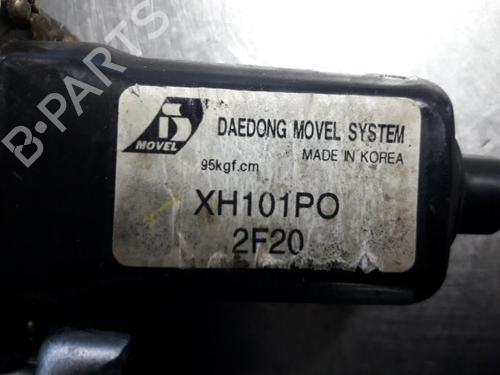 B-PARTS
MOVEL
DAEDONG MOVEL SYSTEM
MADE IN KOREA
95kgf.cm
XH101PO
2F20